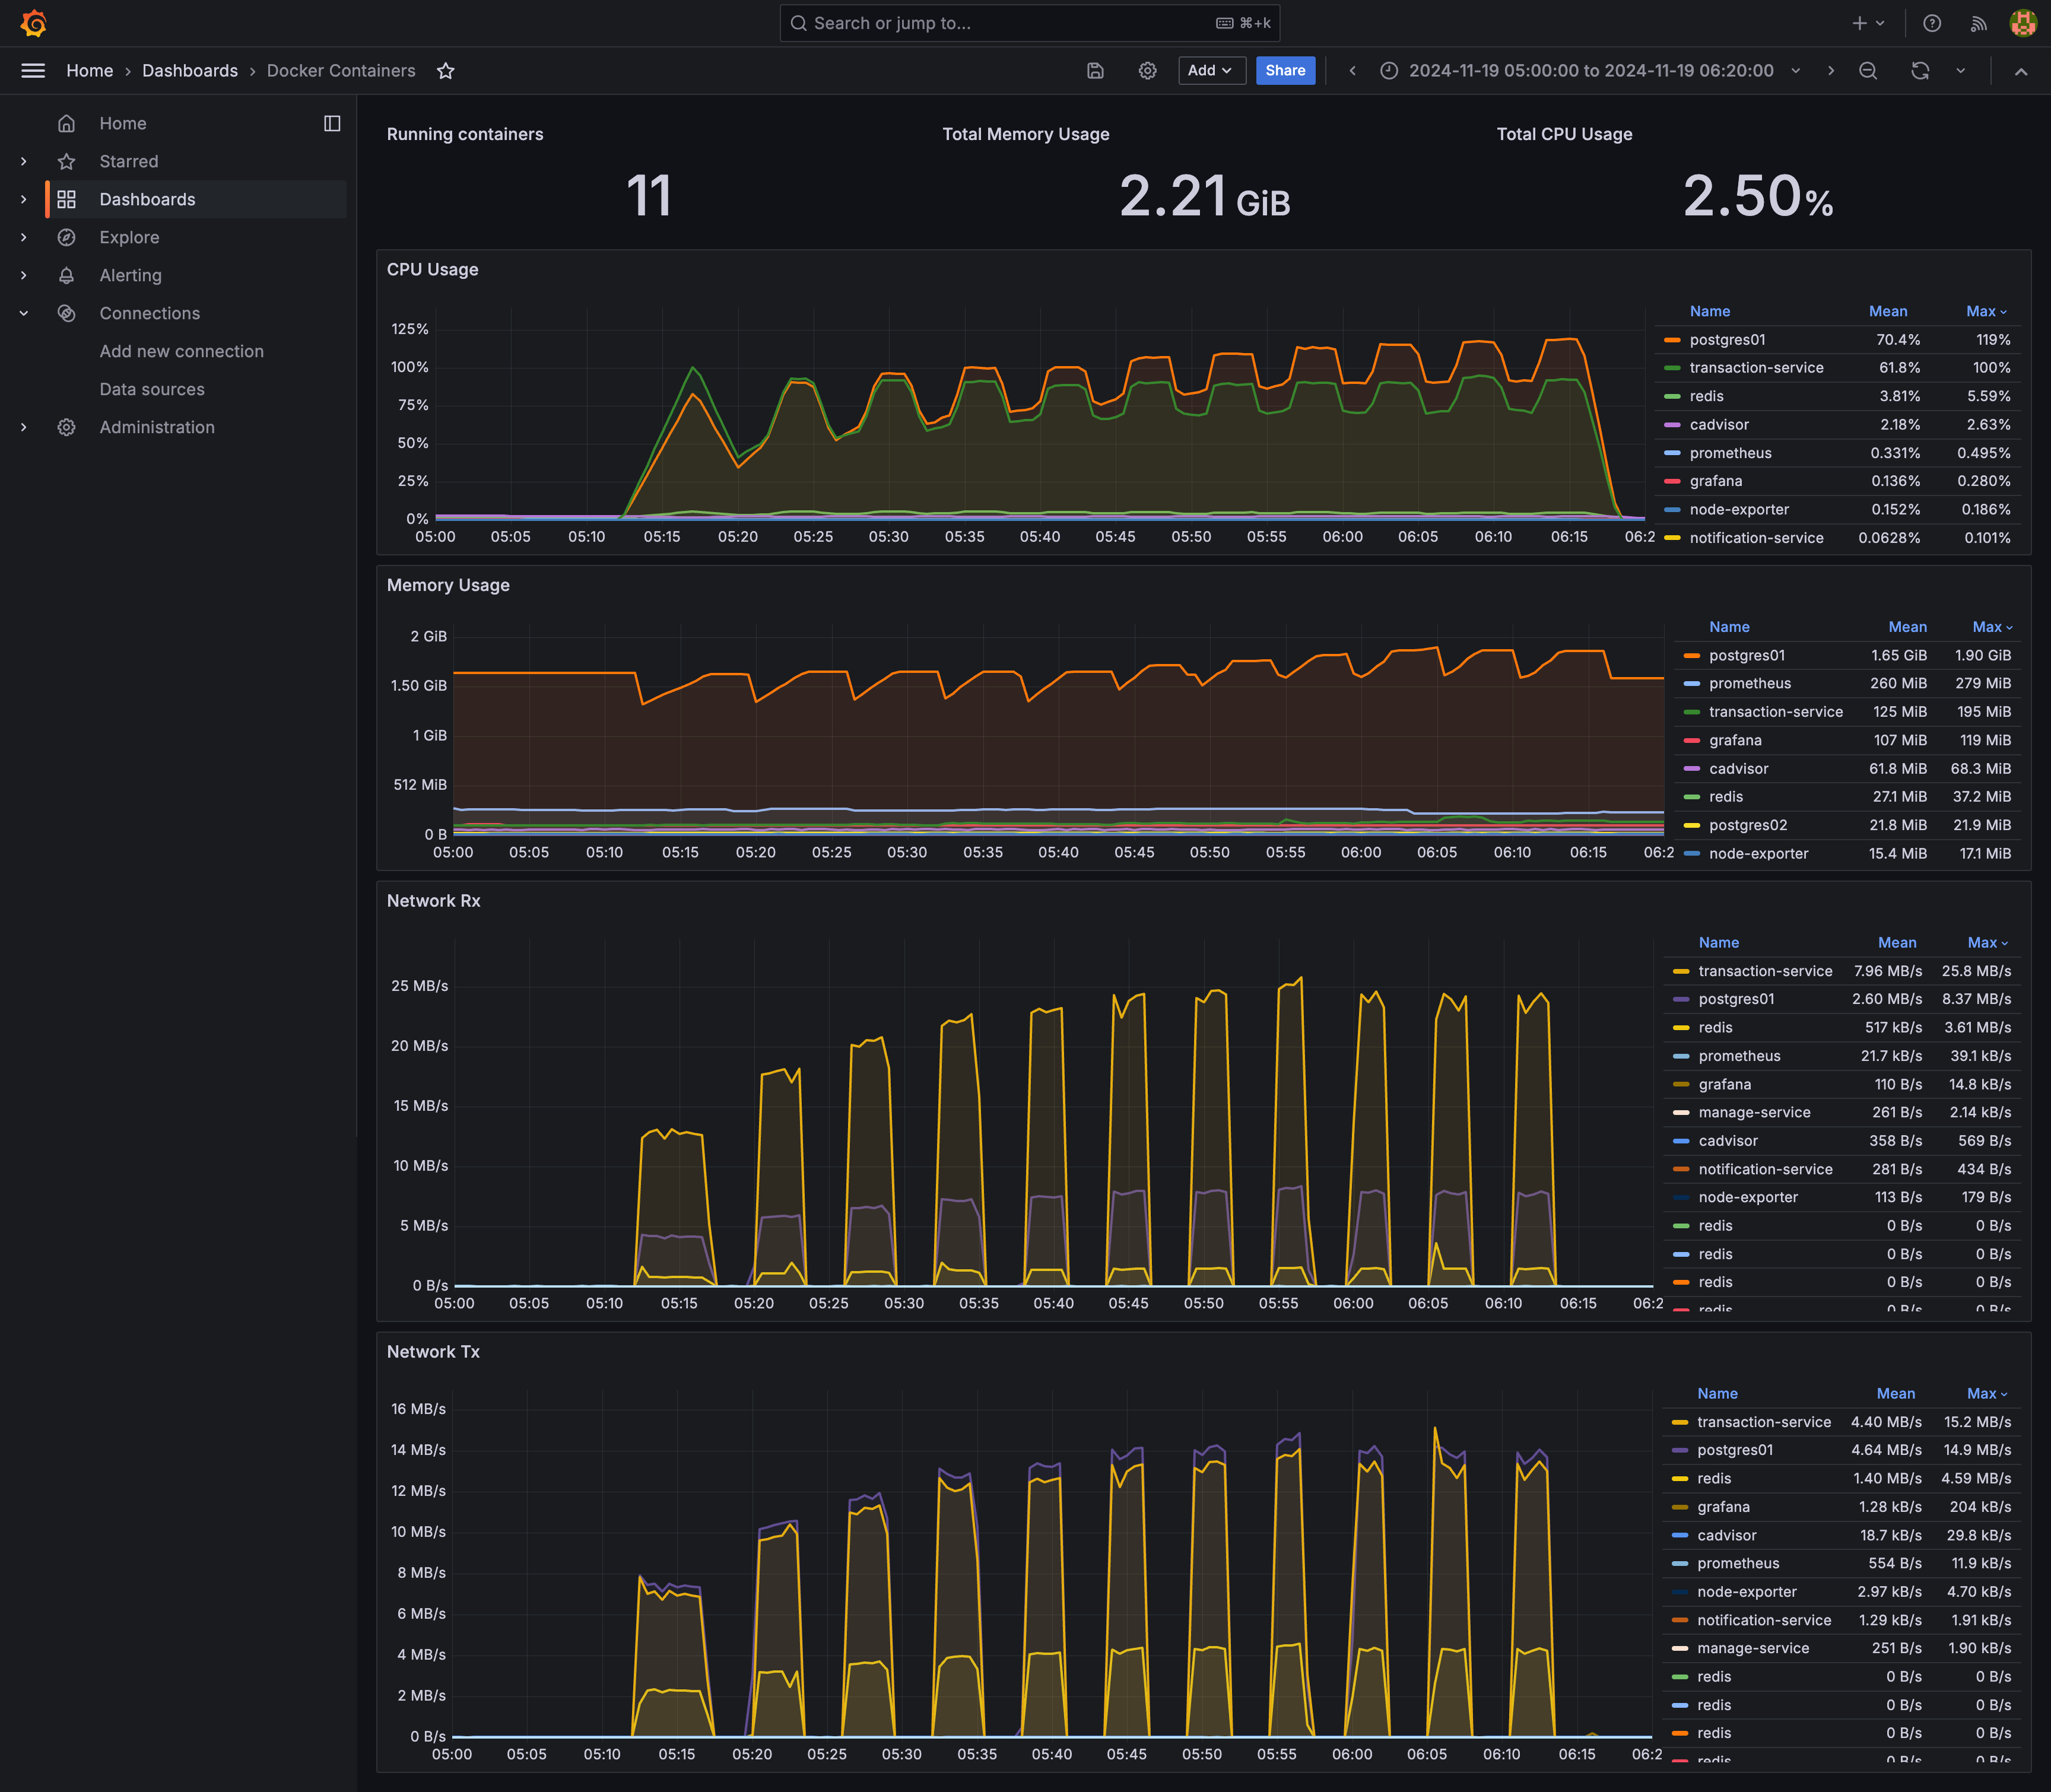 Search or jump to... ⌘+k
Home › Dashboards › Docker Containers
Add
Share
2024-11-19 05:00:00 to 2024-11-19 06:20:00
Home
Starred
Dashboards
Explore
Alerting
Connections
Add new connection
Data sources
Administration
Running containers
11
Total Memory Usage
2.21 GiB
Total CPU Usage
2.50%
CPU Usage
125%
100%
75%
50%
25%
0%
05:00 05:05 05:10 05:15 05:20 05:25 05:30 05:35 05:40 05:45 05:50 05:55 06:00 06:05 06:10 06:15 06:2
Name Mean Max
postgres01 70.4% 119%
transaction-service 61.8% 100%
redis 3.81% 5.59%
cadvisor 2.18% 2.63%
prometheus 0.331% 0.495%
grafana 0.136% 0.280%
node-exporter 0.152% 0.186%
notification-service 0.0628% 0.101%
Memory Usage
2 GiB
1.50 GiB
1 GiB
512 MiB
0 B
05:00 05:05 05:10 05:15 05:20 05:25 05:30 05:35 05:40 05:45 05:50 05:55 06:00 06:05 06:10 06:15 06:2
Name Mean Max
postgres01 1.65 GiB 1.90 GiB
prometheus 260 MiB 279 MiB
transaction-service 125 MiB 195 MiB
grafana 107 MiB 119 MiB
cadvisor 61.8 MiB 68.3 MiB
redis 27.1 MiB 37.2 MiB
postgres02 21.8 MiB 21.9 MiB
node-exporter 15.4 MiB 17.1 MiB
Network Rx
25 MB/s
20 MB/s
15 MB/s
10 MB/s
5 MB/s
0 B/s
05:00 05:05 05:10 05:15 05:20 05:25 05:30 05:35 05:40 05:45 05:50 05:55 06:00 06:05 06:10 06:15 06:2
Name Mean Max
transaction-service 7.96 MB/s 25.8 MB/s
postgres01 2.60 MB/s 8.37 MB/s
redis 517 kB/s 3.61 MB/s
prometheus 21.7 kB/s 39.1 kB/s
grafana 110 B/s 14.8 kB/s
manage-service 261 B/s 2.14 kB/s
cadvisor 358 B/s 569 B/s
notification-service 281 B/s 434 B/s
node-exporter 113 B/s 179 B/s
redis 0 B/s 0 B/s
redis 0 B/s 0 B/s
redis 0 B/s 0 B/s
redis 0 B/s 0 B/s
Network Tx
16 MB/s
14 MB/s
12 MB/s
10 MB/s
8 MB/s
6 MB/s
4 MB/s
2 MB/s
0 B/s
05:00 05:05 05:10 05:15 05:20 05:25 05:30 05:35 05:40 05:45 05:50 05:55 06:00 06:05 06:10 06:15 06:2
Name Mean Max
transaction-service 4.40 MB/s 15.2 MB/s
postgres01 4.64 MB/s 14.9 MB/s
redis 1.40 MB/s 4.59 MB/s
grafana 1.28 kB/s 204 kB/s
cadvisor 18.7 kB/s 29.8 kB/s
prometheus 554 B/s 11.9 kB/s
node-exporter 2.97 kB/s 4.70 kB/s
notification-service 1.29 kB/s 1.91 kB/s
manage-service 251 B/s 1.90 kB/s
redis 0 B/s 0 B/s
redis 0 B/s 0 B/s
redis 0 B/s 0 B/s
redis 0 B/s 0 B/s